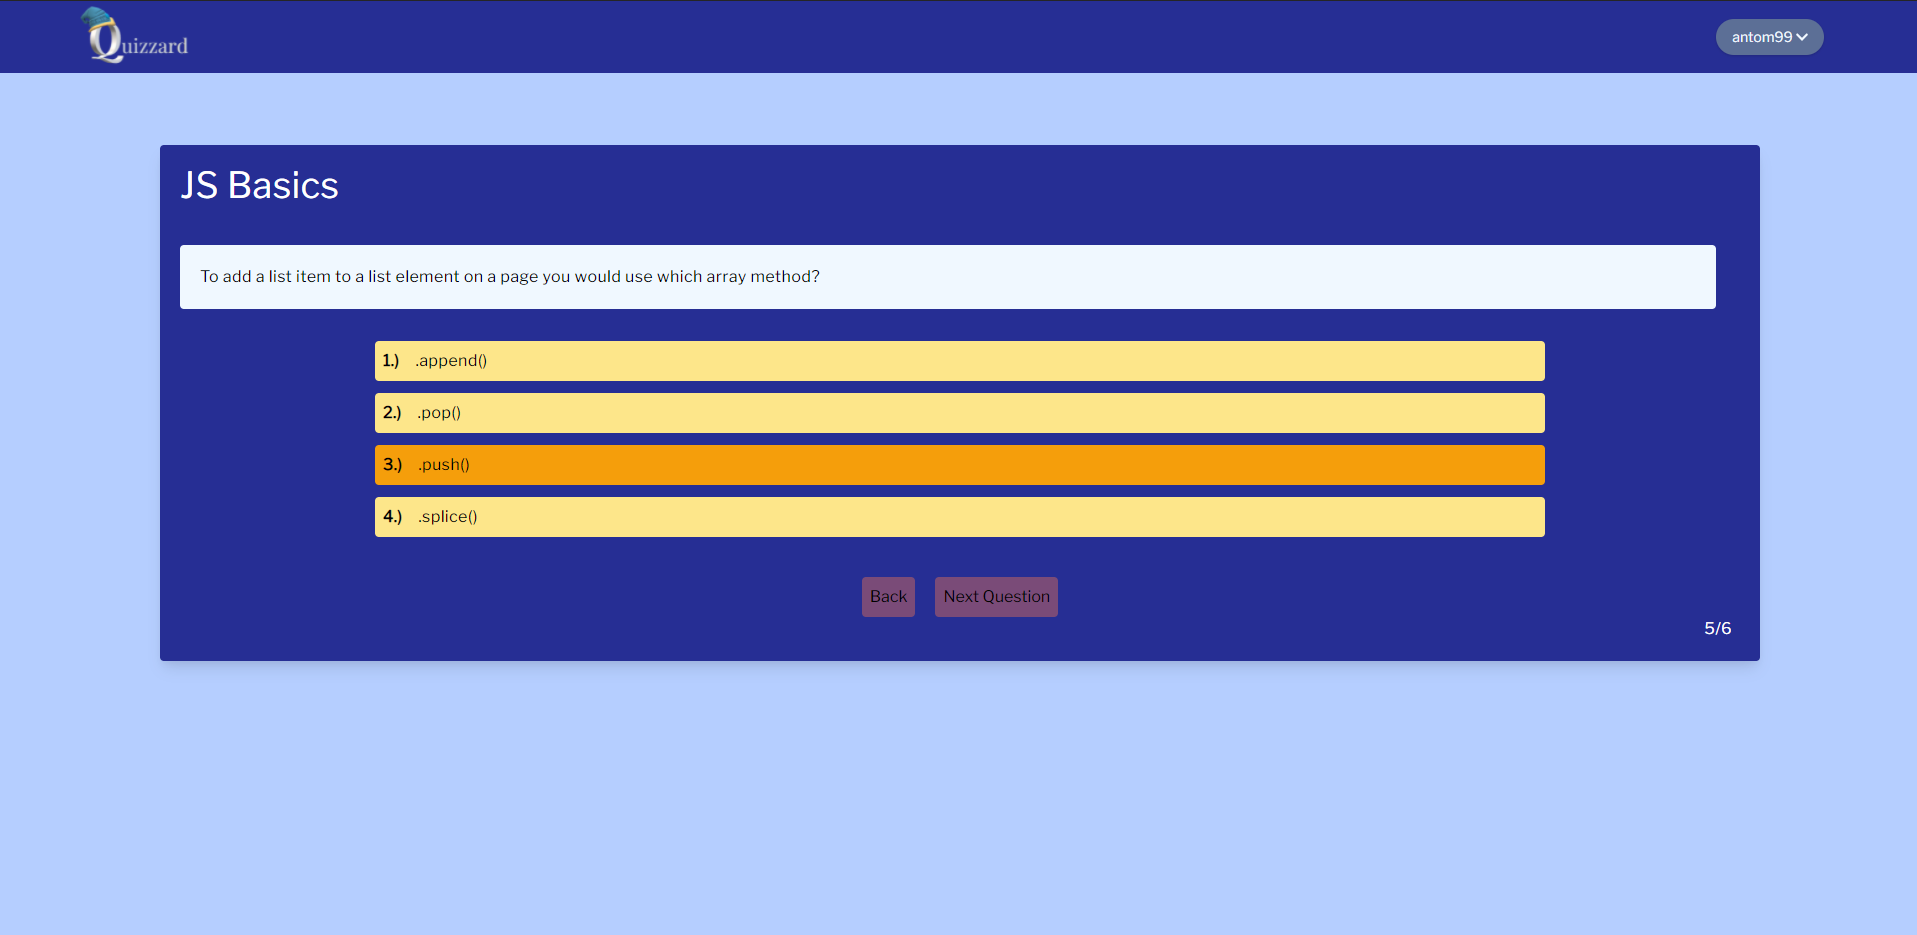 Quizzard
antom99
JS Basics
To add a list item to a list element on a page you would use which array method?
1.) .append()
2.) .pop()
3.) .push()
4.) .splice()
Back Next Question
5/6